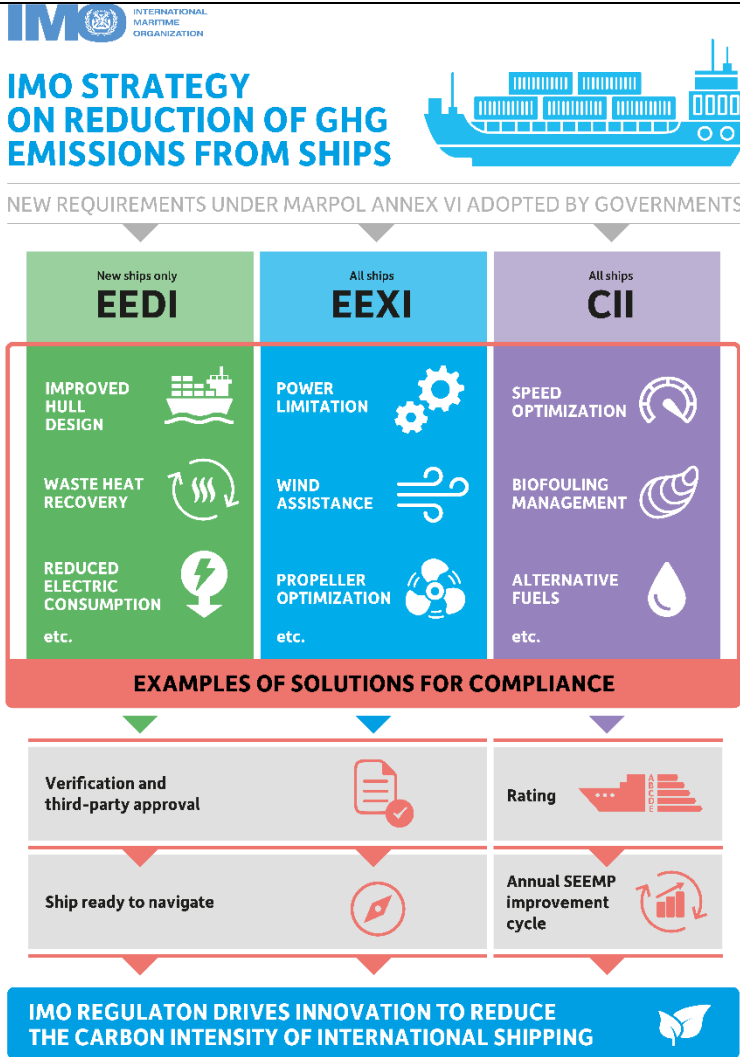 IMO
INTERNATIONAL
MARITIME
ORGANIZATION
IMO STRATEGY
ON REDUCTION OF GHG
EMISSIONS FROM SHIPS
NEW REQUIREMENTS UNDER MARPOL ANNEX VI ADOPTED BY GOVERNMENTS
New ships only
EEDI
IMPROVED
HULL
DESIGN
WASTE HEAT
RECOVERY
REDUCED
ELECTRIC
CONSUMPTION
etc.
All ships
EEXI
POWER
LIMITATION
WIND
ASSISTANCE
PROPELLER
OPTIMIZATION
etc.
All ships
CII
SPEED
OPTIMIZATION
BIOFOULING
MANAGEMENT
ALTERNATIVE
FUELS
etc.
EXAMPLES OF SOLUTIONS FOR COMPLIANCE
Verification and
third-party approval
Ship ready to navigate
Rating
A
B
C
D
E
Annual SEEMP
improvement
cycle
IMO REGULATON DRIVES INNOVATION TO REDUCE
THE CARBON INTENSITY OF INTERNATIONAL SHIPPING